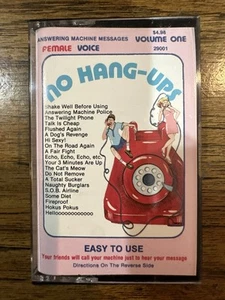 ANSWERING MACHINE MESSAGES
$4.98
VOLUME ONE
FEMALE VOICE
29001
NO HANG-UPS
Shake Well Before Using
Answering Machine Police
The Twilight Phone
Talk Is Cheap
Flushed Again
A Dog's Revenge
Hi Sexy!
On The Road Again
A Fair Fight
Echo, Echo, Echo, etc.
Your 3 Minutes Are Up
The Cat's Meow
Do Not Remove
A Total Sucker
Naughty Burglars
S.O.B. Airline
Some Diet
Fireproof
Hokus Pokus
Helloooooooooooo
EASY TO USE
Your friends will call your machine just to hear your message
Directions On The Reverse Side